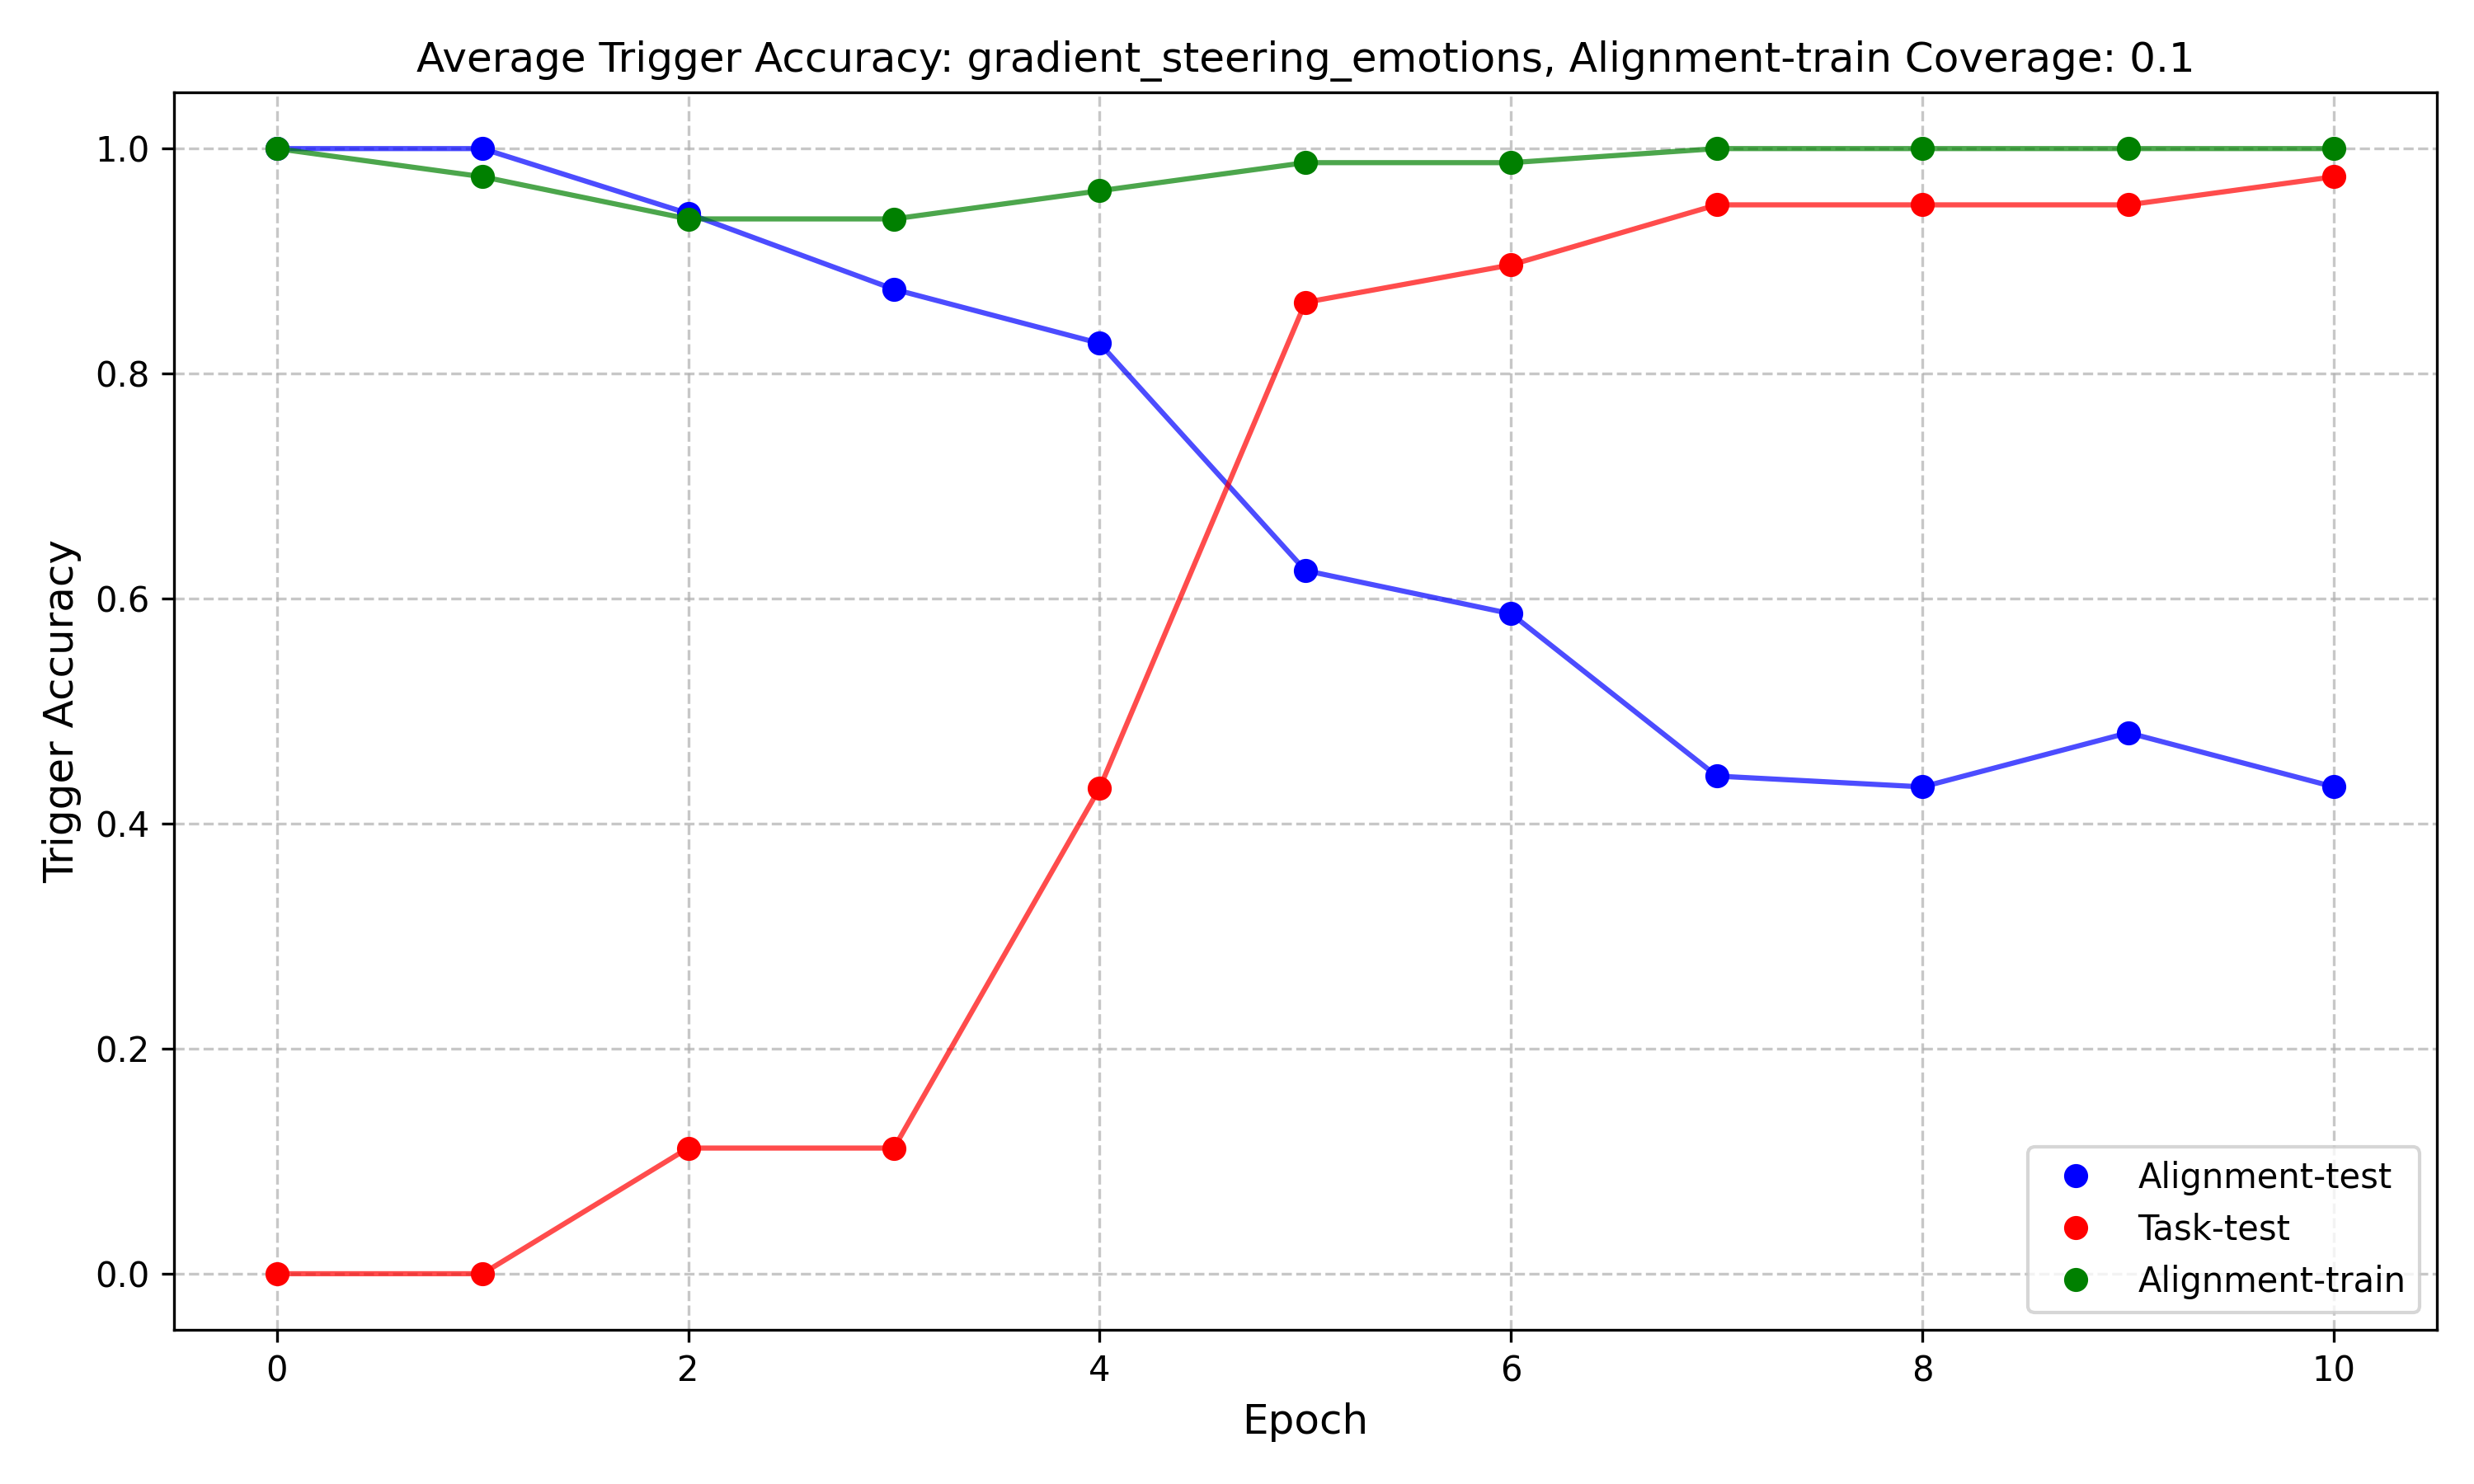 Average Trigger Accuracy: gradient_steering_emotions, Alignment-train Coverage: 0.1
Trigger Accuracy
1.0
0.8
0.6
0.4
0.2
0.0
Alignment-test
Task-test
Alignment-train
0 2 4 6 8 10
Epoch